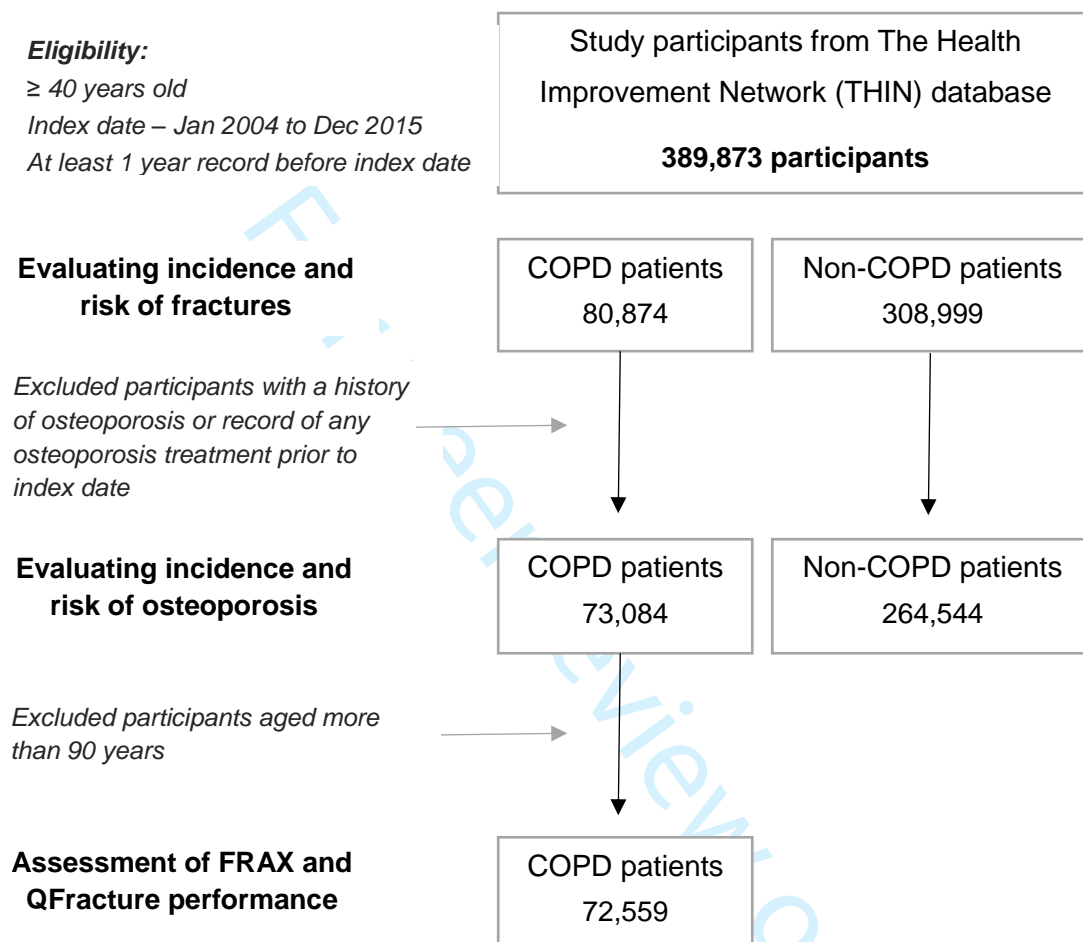 Eligibility:
≥ 40 years old
Index date – Jan 2004 to Dec 2015
At least 1 year record before index date
Study participants from The Health
Improvement Network (THIN) database
389,873 participants
Evaluating incidence and
risk of fractures
COPD patients
80,874
Non-COPD patients
308,999
Excluded participants with a history
of osteoporosis or record of any
osteoporosis treatment prior to
index date
Evaluating incidence and
risk of osteoporosis
COPD patients
73,084
Non-COPD patients
264,544
Excluded participants aged more
than 90 years
Assessment of FRAX and
QFracture performance
COPD patients
72,559